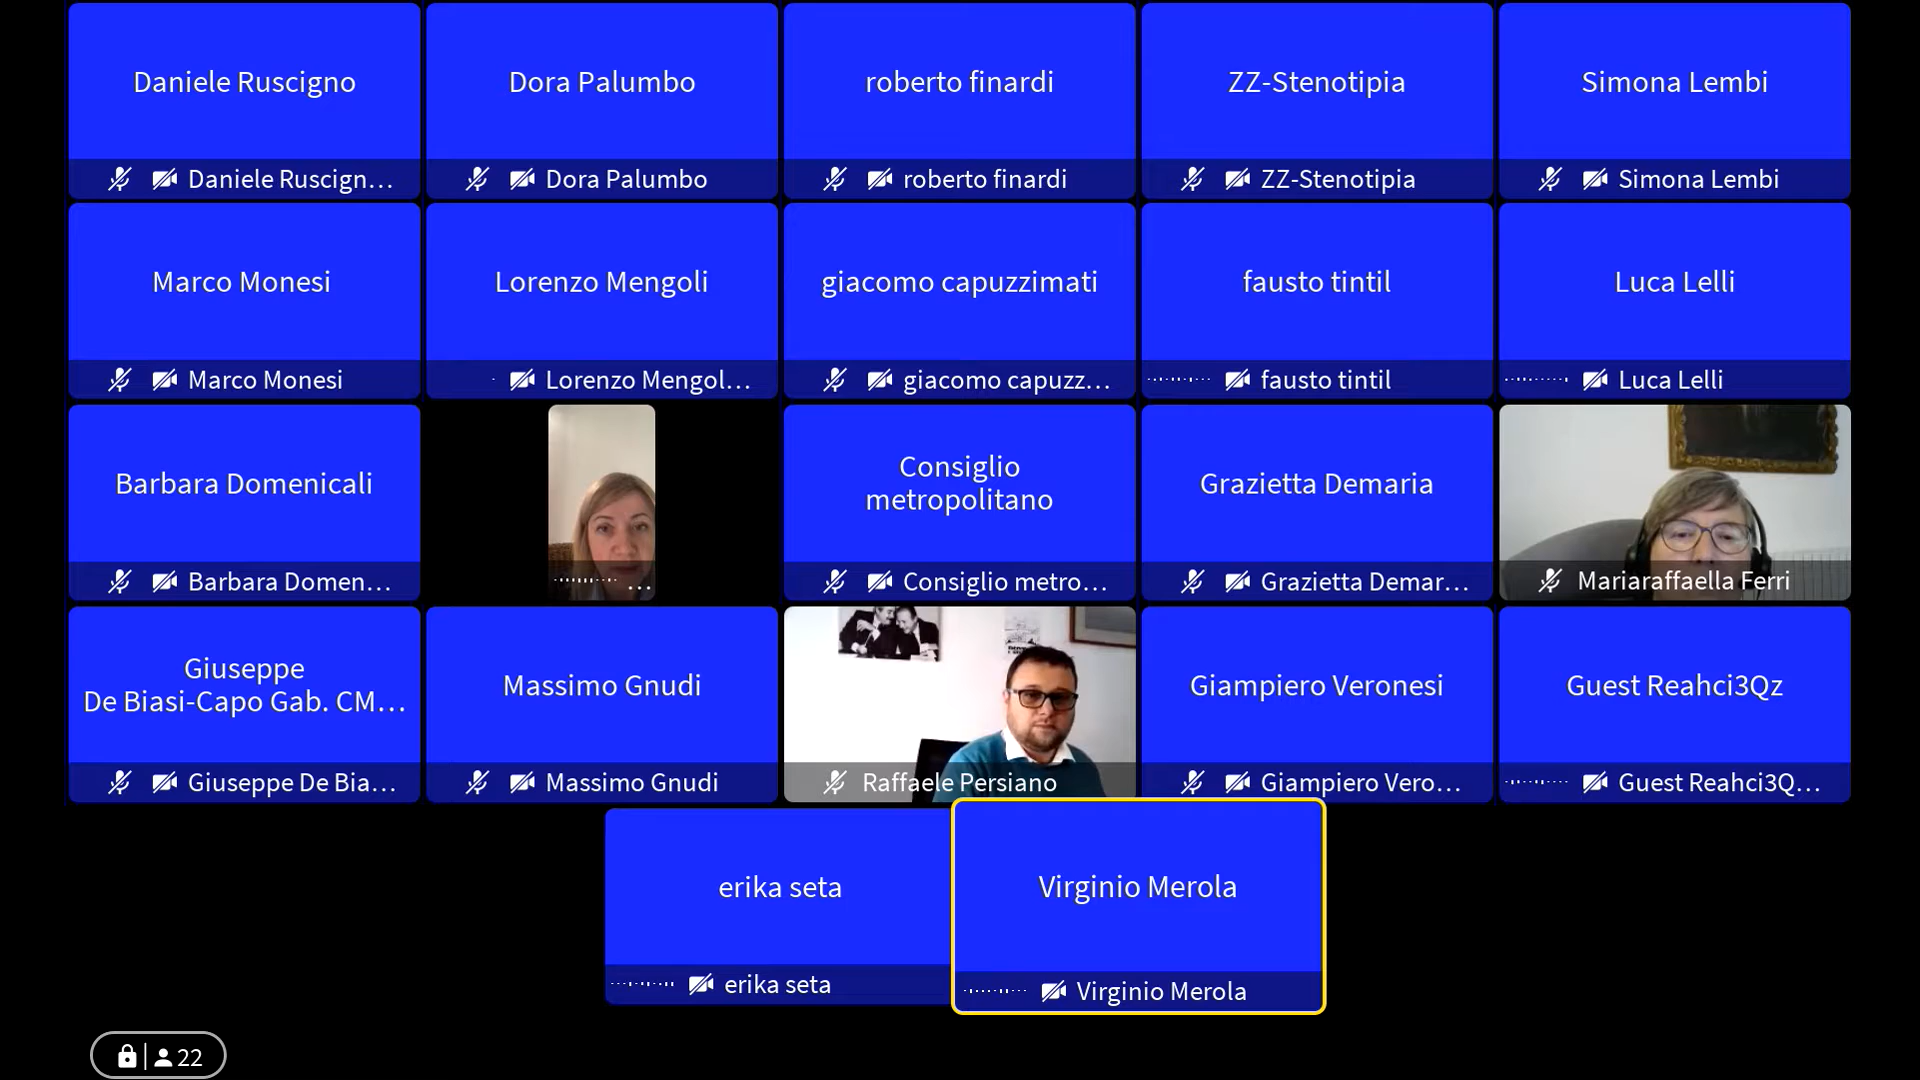 Daniele Ruscigno
Dora Palumbo
roberto finardi
ZZ-Stenotipia
Simona Lembi
Daniele Ruscign...
Dora Palumbo
roberto finardi
ZZ-Stenotipia
Simona Lembi
Marco Monesi
Lorenzo Mengoli
giacomo capuzzimati
fausto tintil
Luca Lelli
Marco Monesi
Lorenzo Mengol...
giacomo capuzz...
fausto tintil
Luca Lelli
Barbara Domenicali
Consiglio
metropolitano
Grazietta Demaria
Barbara Domen...
...
Consiglio metro...
Grazietta Demar...
Mariaraffaella Ferri
Giuseppe
De Biasi-Capo Gab. CM...
Massimo Gnudi
Giampiero Veronesi
Guest Reahci3Qz
Giuseppe De Bia...
Massimo Gnudi
Raffaele Persiano
Giampiero Vero...
Guest Reahci3Q...
erika seta
Virginio Merola
erika seta
Virginio Merola
22